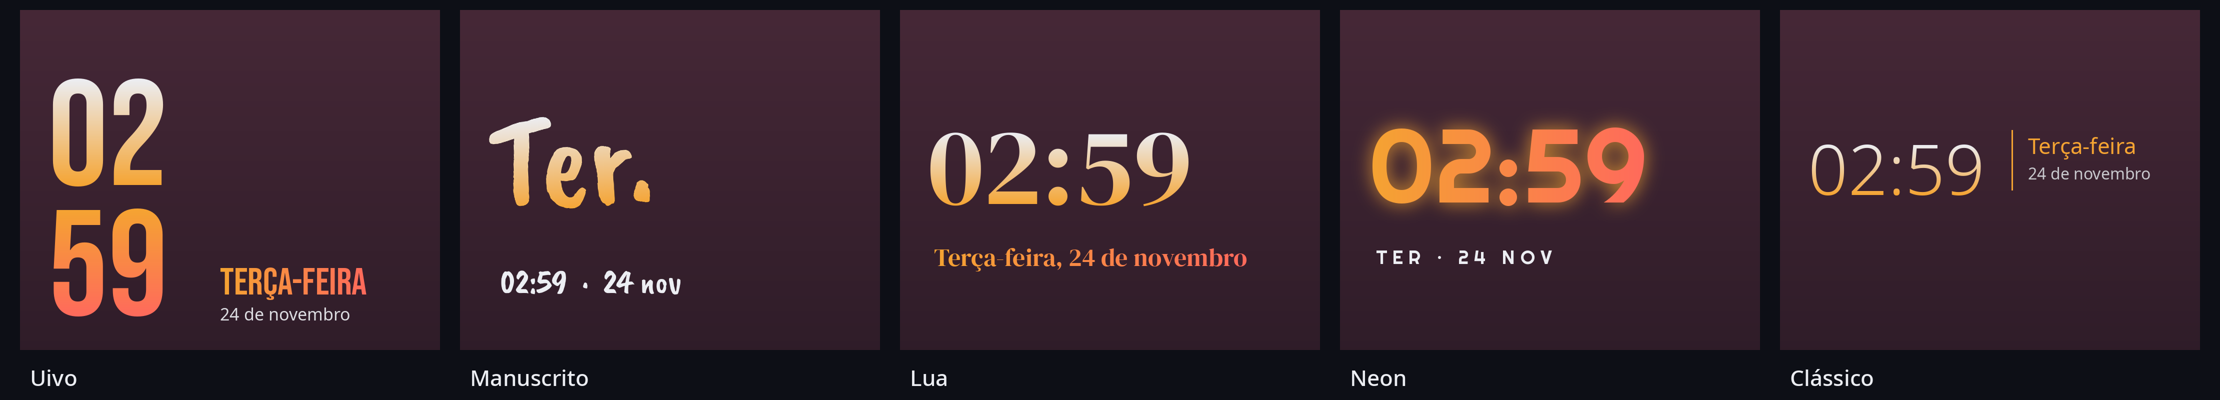 02
59
TERÇA-FEIRA
24 de novembro
Uivo
Ter.
02:59 · 24 nov
Manuscrito
02:59
Terça-feira, 24 de novembro
Lua
02:59
TER · 24 NOV
Neon
02:59
Terça-feira
24 de novembro
Clássico